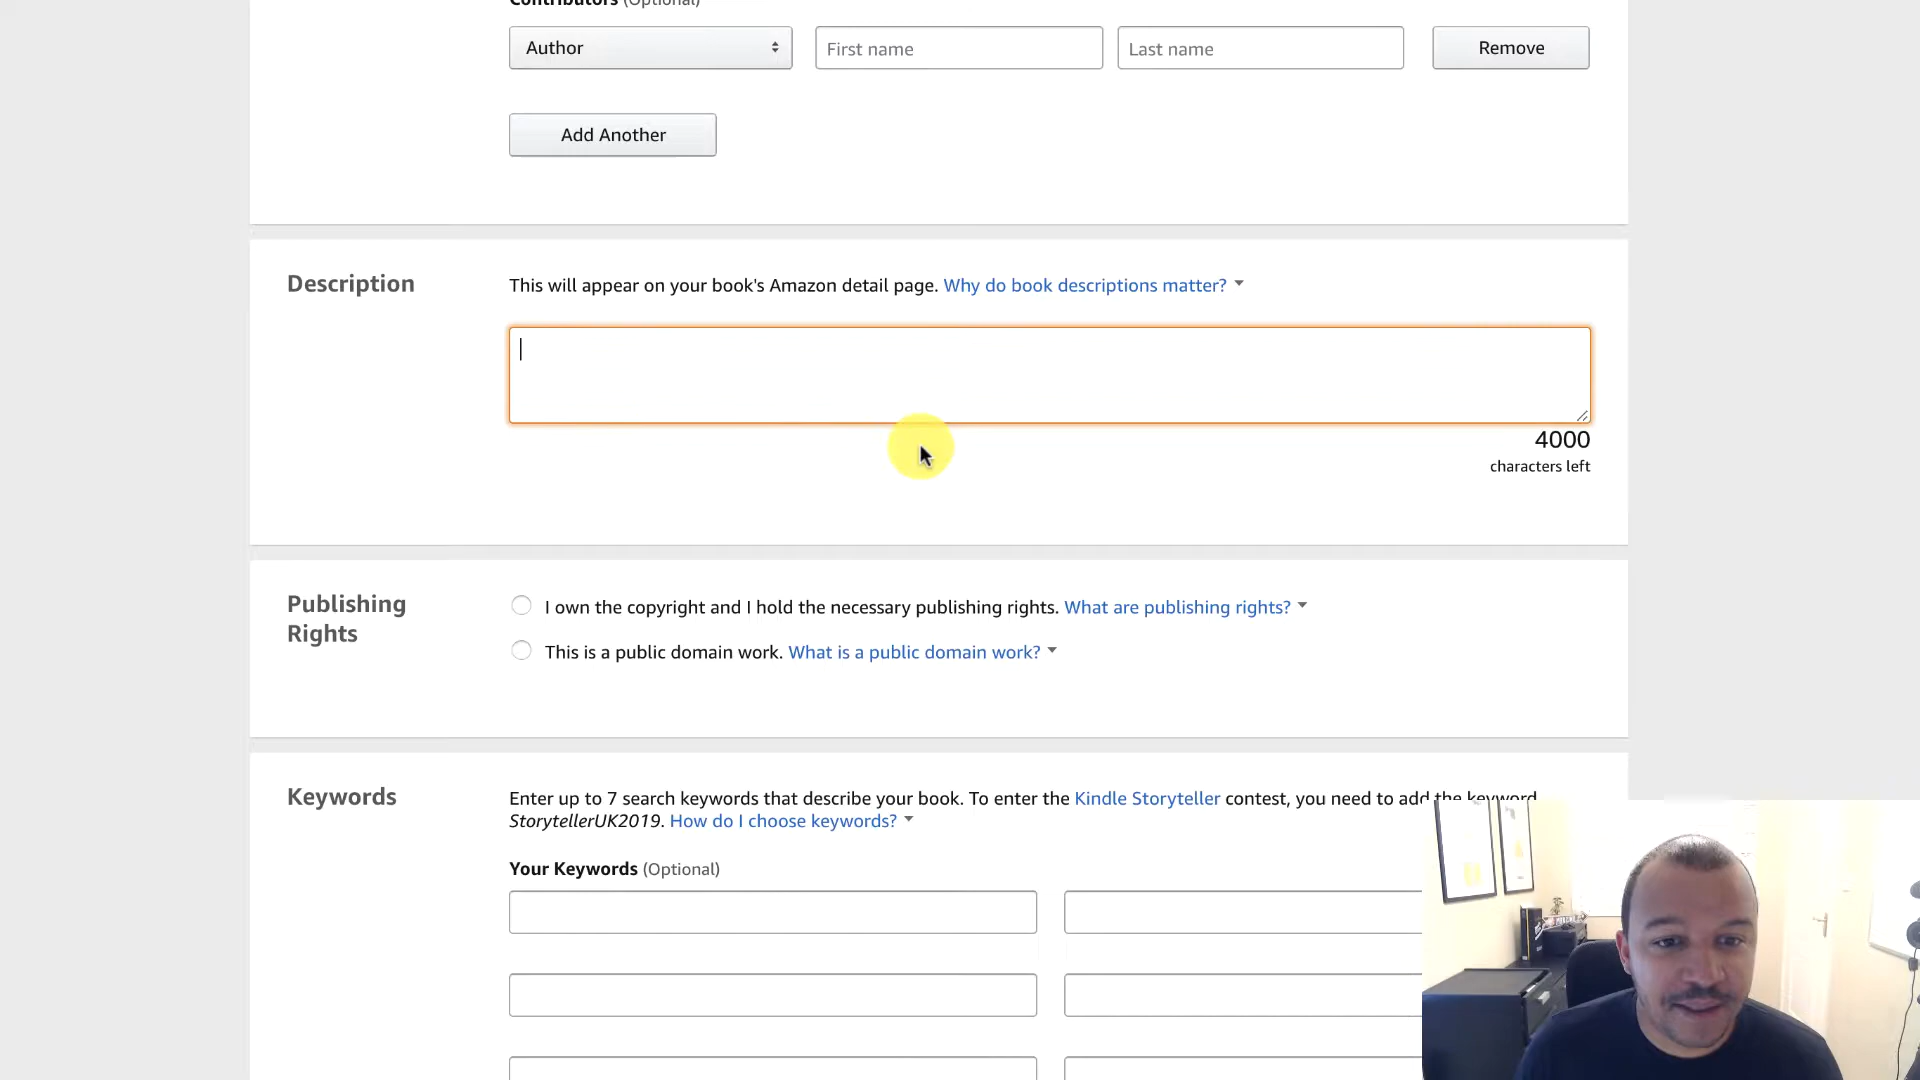 Contributors (Optional)
Author
First name
Last name
Remove
Add Another
Description
This will appear on your book's Amazon detail page. Why do book descriptions matter?
4000
characters left
Publishing
Rights
I own the copyright and I hold the necessary publishing rights. What are publishing rights?
This is a public domain work. What is a public domain work?
Keywords
Enter up to 7 search keywords that describe your book. To enter the Kindle Storyteller contest, you need to add the keyword
StorytellerUK2019. How do I choose keywords?
Your Keywords (Optional)